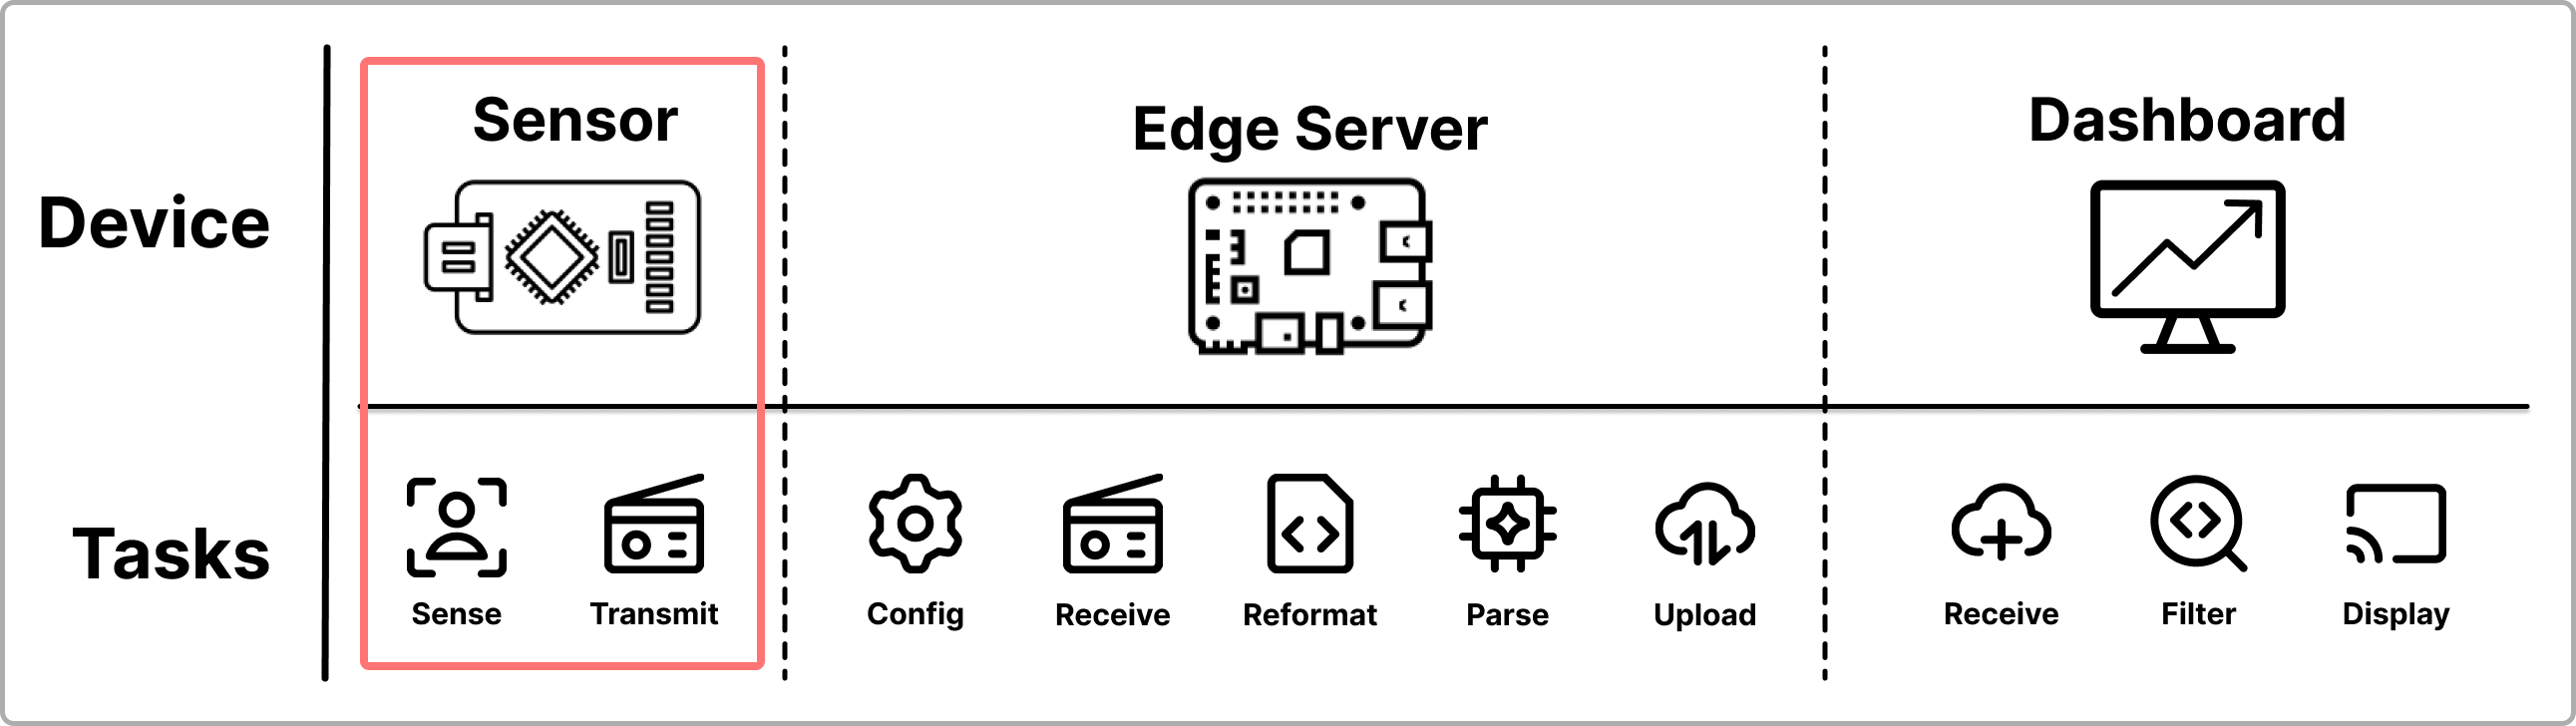 Sensor
Edge Server
Dashboard
Device
Tasks
Sense
Transmit
Config
Receive
Reformat
Parse
Upload
Receive
Filter
Display